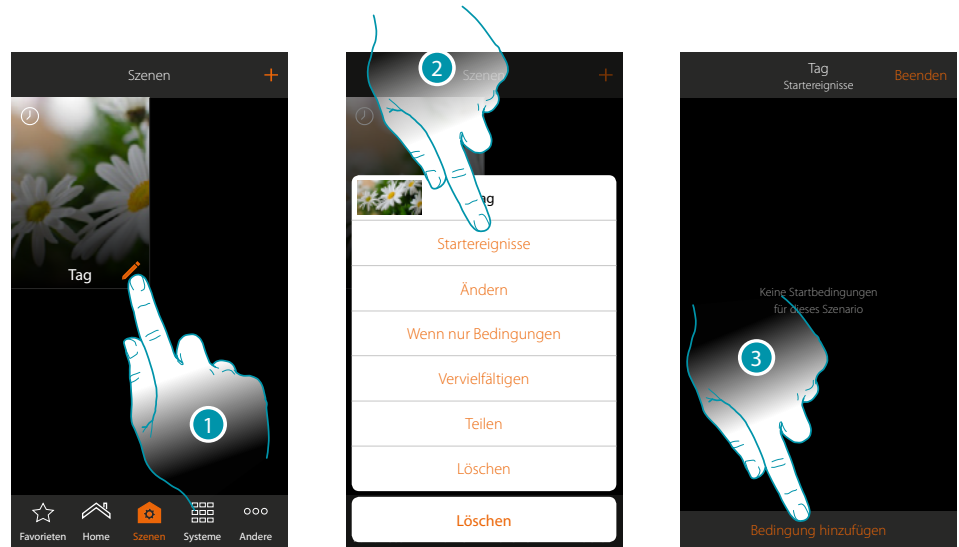 Szenen
+
Tag
1
Favoriten
Home
Szenen
Systeme
Andere
2
Szenen
+
ag
Startereignisse
Ändern
Wenn nur Bedingungen
Vervielfältigen
Teilen
Löschen
Löschen
Tag
Startereignisse
Beenden
Keine Startbedingungen
für dieses Szenario
3
Bedingung hinzufügen